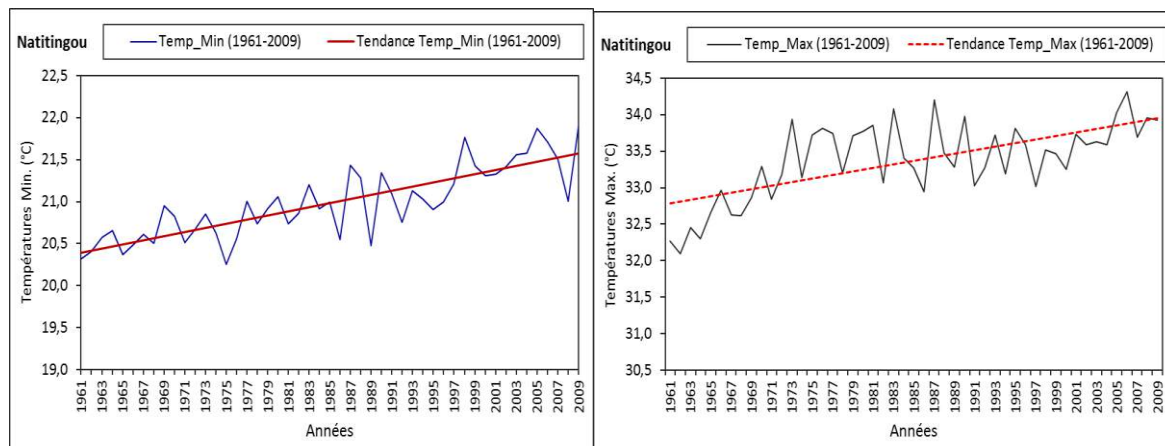 Natitingou
Temp_Min (1961-2009) Tendance Temp_Min (1961-2009)
22,5
22,0
21,5
21,0
20,5
20,0
19,5
19,0
Températures Min. (°C)
1961 1963 1965 1967 1969 1971 1973 1975 1977 1979 1981 1983 1985 1987 1989 1991 1993 1995 1997 1999 2001 2003 2005 2007 2009
Années
Natitingou
Temp_Max (1961-2009) Tendance Temp_Max (1961-2009)
34,5
34,0
33,5
33,0
32,5
32,0
31,5
31,0
30,5
Températures Max. (°C)
1961 1963 1965 1967 1969 1971 1973 1975 1977 1979 1981 1983 1985 1987 1989 1991 1993 1995 1997 1999 2001 2003 2005 2007 2009
Années